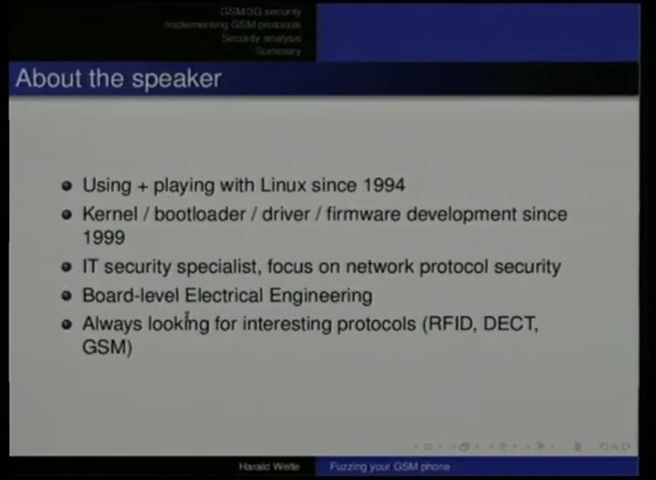 GSM/3G security
Implementing GSM protocols
Security analysis
Summary
About the speaker
Using + playing with Linux since 1994
Kernel / bootloader / driver / firmware development since
1999
IT security specialist, focus on network protocol security
Board-level Electrical Engineering
Always looking for interesting protocols (RFID, DECT,
GSM)
Harald Welte
Fuzzing your GSM phone